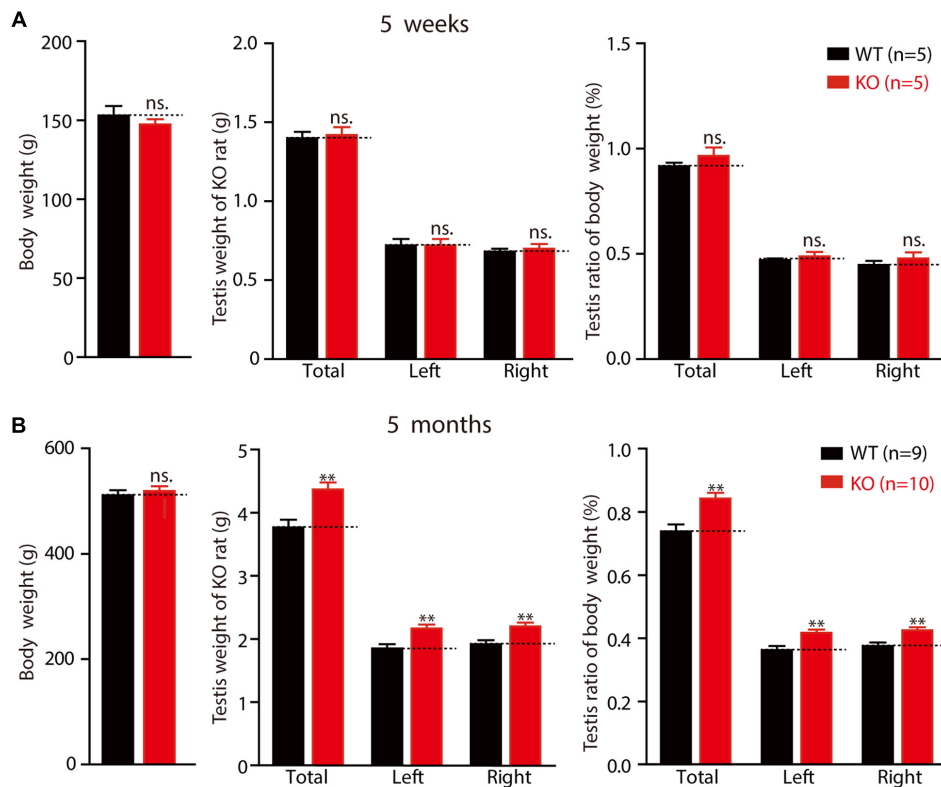 A
5 weeks
Body weight (g)
200
150
100
50
0
ns.
Testis weight of KO rat (g)
2.0
1.5
1.0
0.5
0
ns.
ns.
ns.
Total
Left
Right
Testis ratio of body weight (%)
1.5
1.0
0.5
0.0
ns.
ns.
ns.
Total
Left
Right
WT (n=5)
KO (n=5)
B
5 months
Body weight (g)
600
400
200
0
ns.
Testis weight of KO rat (g)
5
4
3
2
1
0
**
**
**
Total
Left
Right
Testis ratio of body weight (%)
1.0
0.8
0.6
0.4
0.2
0.0
**
**
**
Total
Left
Right
WT (n=9)
KO (n=10)